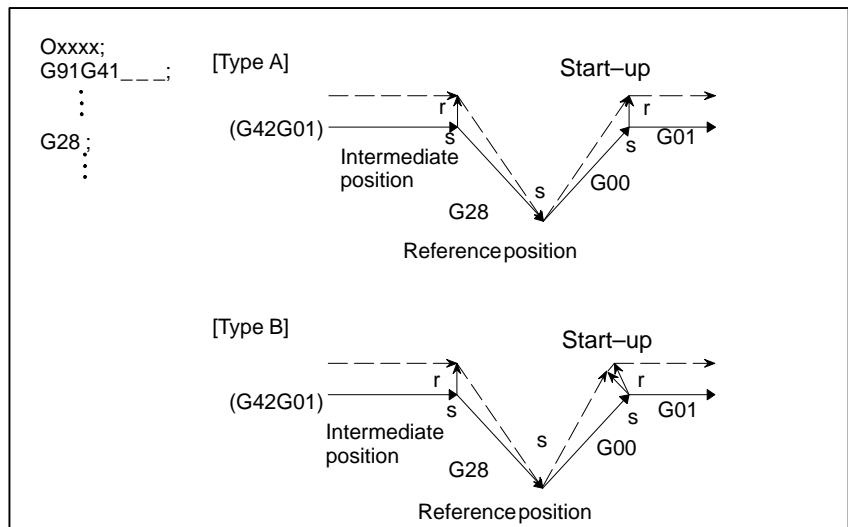 Oxxxx;
G91G41_ _ _;
G28 ;
[Type A]
Start–up
r
r
(G42G01)
s
s
G01
Intermediate
position
s
G00
G28
Reference position
[Type B]
Start–up
r
r
(G42G01)
s
s
G01
Intermediate
position
s
G00
G28
Reference position